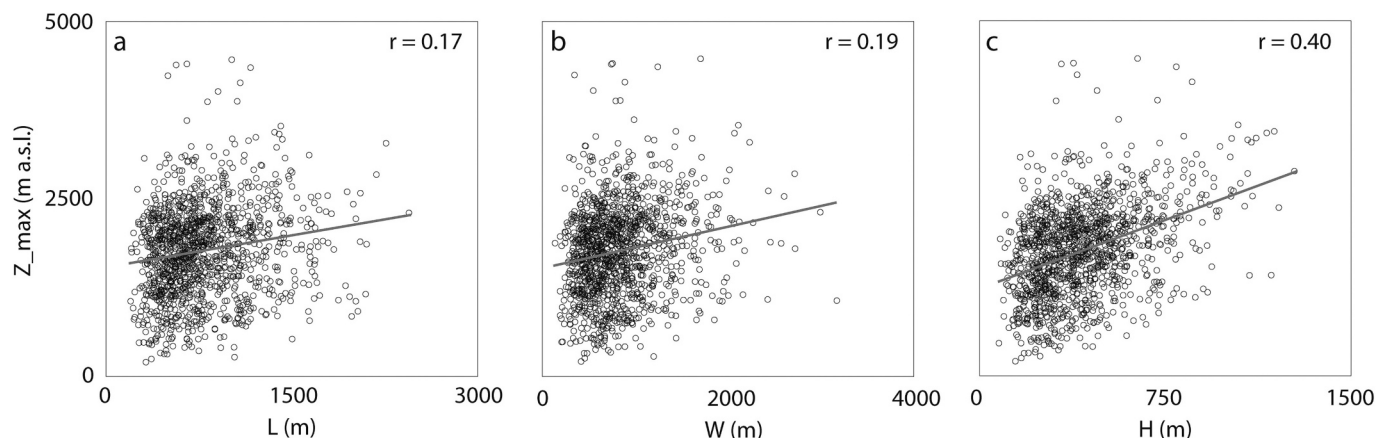 5000
a
r = 0.17
b
r = 0.19
c
r = 0.40
Z_max (m a.s.l.)
2500
0
0
1500
3000
0
2000
4000
0
750
1500
L (m)
W (m)
H (m)